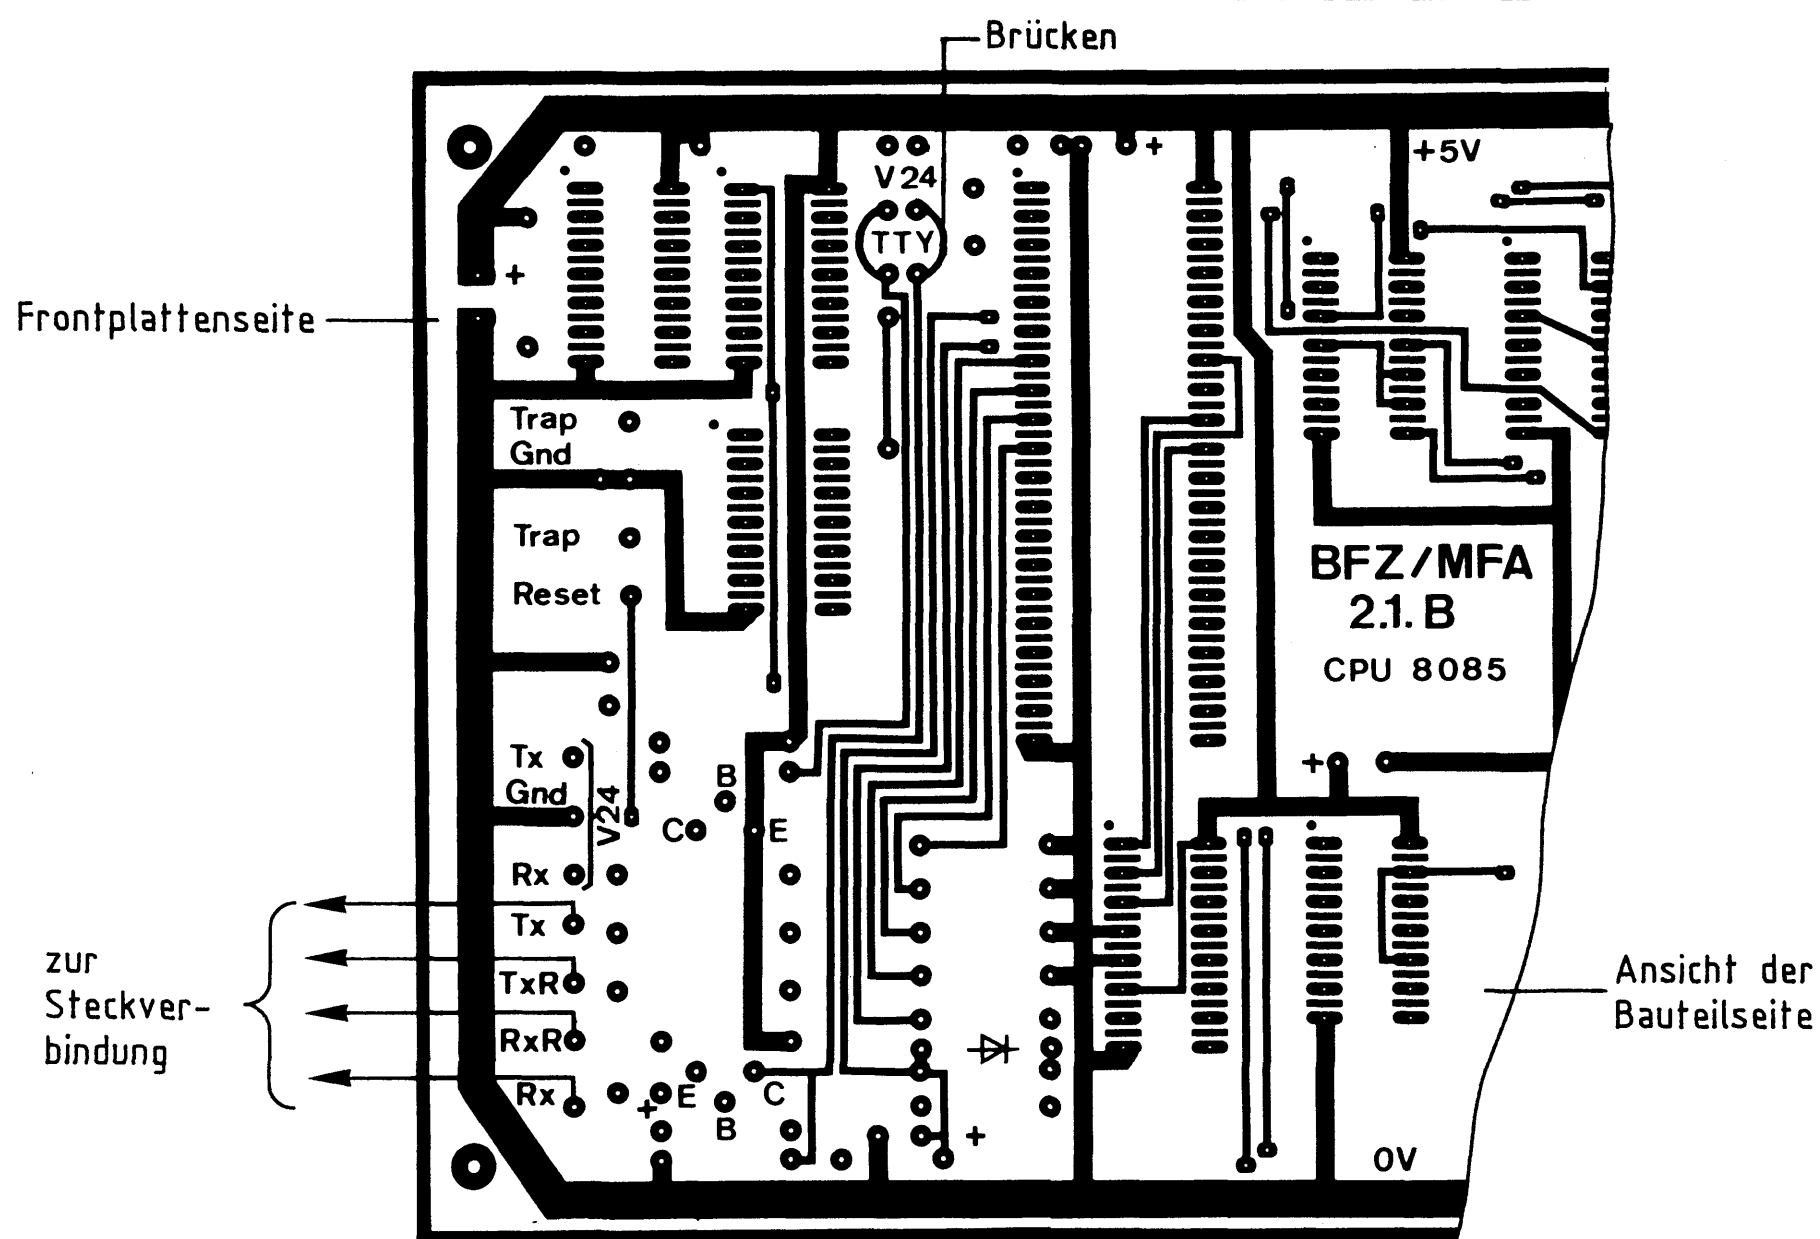 Brücken
+
+5V
V24
TTY
+
Frontplattenseite
Trap
Gnd
Trap
Reset
BFZ/MFA
2.1.B
CPU 8085
Tx
Gnd
V24
Rx
B
C
E
+
Tx
TxR
RxR
Rx
zur
Steckver-
bindung
Ansicht der
Bauteilseite
+
E
B
C
+
0V